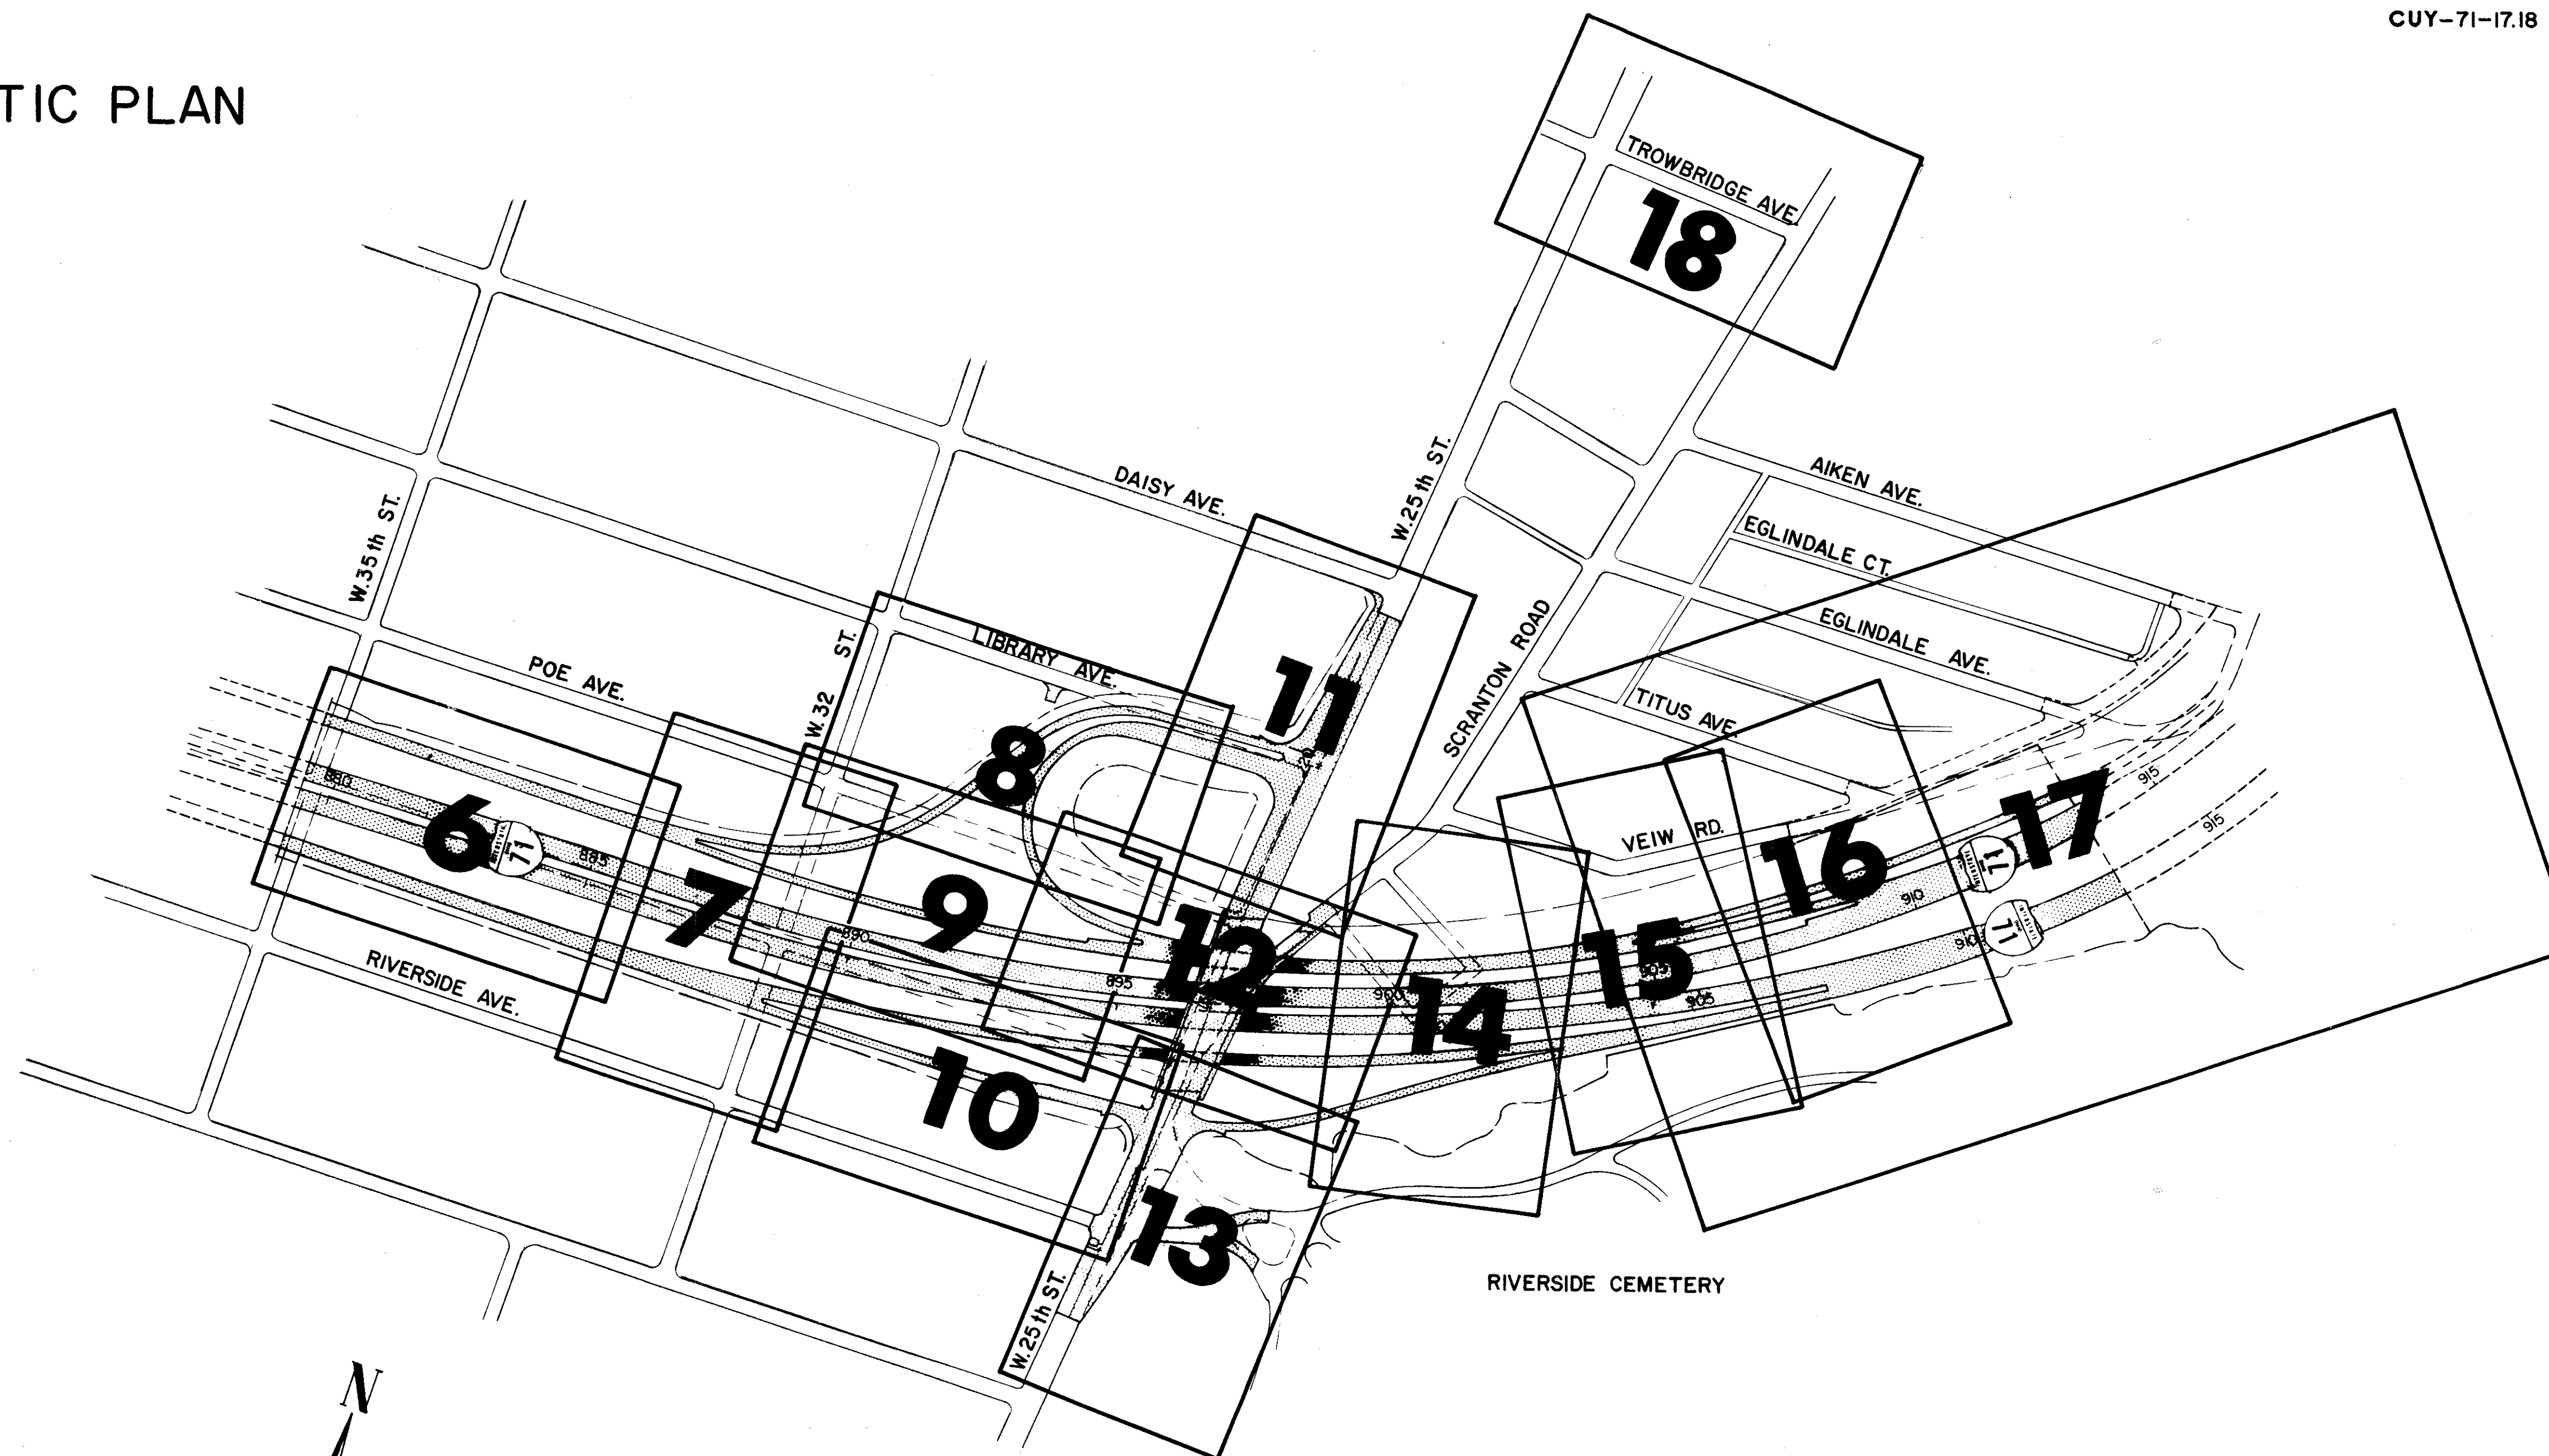 CUY-71-17.18
TIC PLAN
TROWBRIDGE AVE.
18
W.25th ST.
DAISY AVE.
AIKEN AVE.
EGLINDALE CT.
W.35th ST.
EGLINDALE AVE.
SCRANTON ROAD
LIBRARY AVE.
W.32 ST.
POE AVE.
TITUS AVE.
11
8
880
6
71
885
7
9
890
12
895
VEIW RD.
15
16
17
71
71
915
915
910
910
905
905
900
14
RIVERSIDE AVE.
10
13
W.25th ST.
RIVERSIDE CEMETERY
N